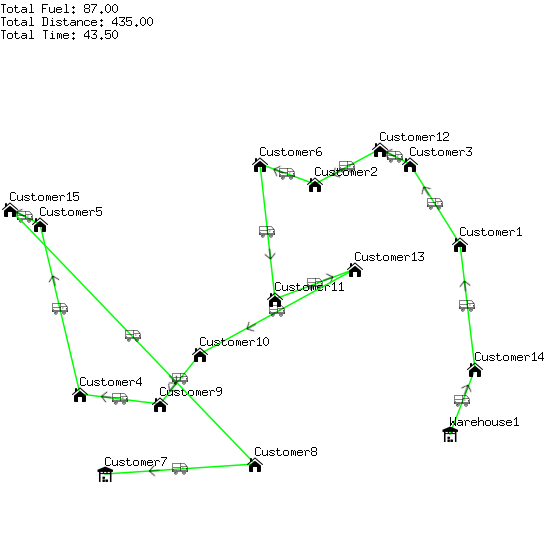 Total Fuel: 87.00
Total Distance: 435.00
Total Time: 43.50
Customer12
Customer6
Customer3
Customer2
Customer15
Customer5
Customer1
Customer13
Customer11
Customer10
Customer14
Customer4
Customer9
Warehouse1
Customer8
Customer7